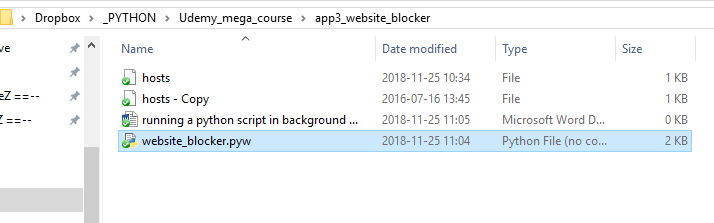 Dropbox > _PYTHON > Udemy_mega_course > app3_website_blocker
Name Date modified Type Size
ve
hosts 2018-11-25 10:34 File 1 KB
eZ ==--
hosts - Copy 2016-07-16 13:45 File 1 KB
Z ==--
running a python script in background ... 2018-11-25 11:05 Microsoft Word D... 0 KB
website_blocker.pyw 2018-11-25 11:04 Python File (no co... 2 KB